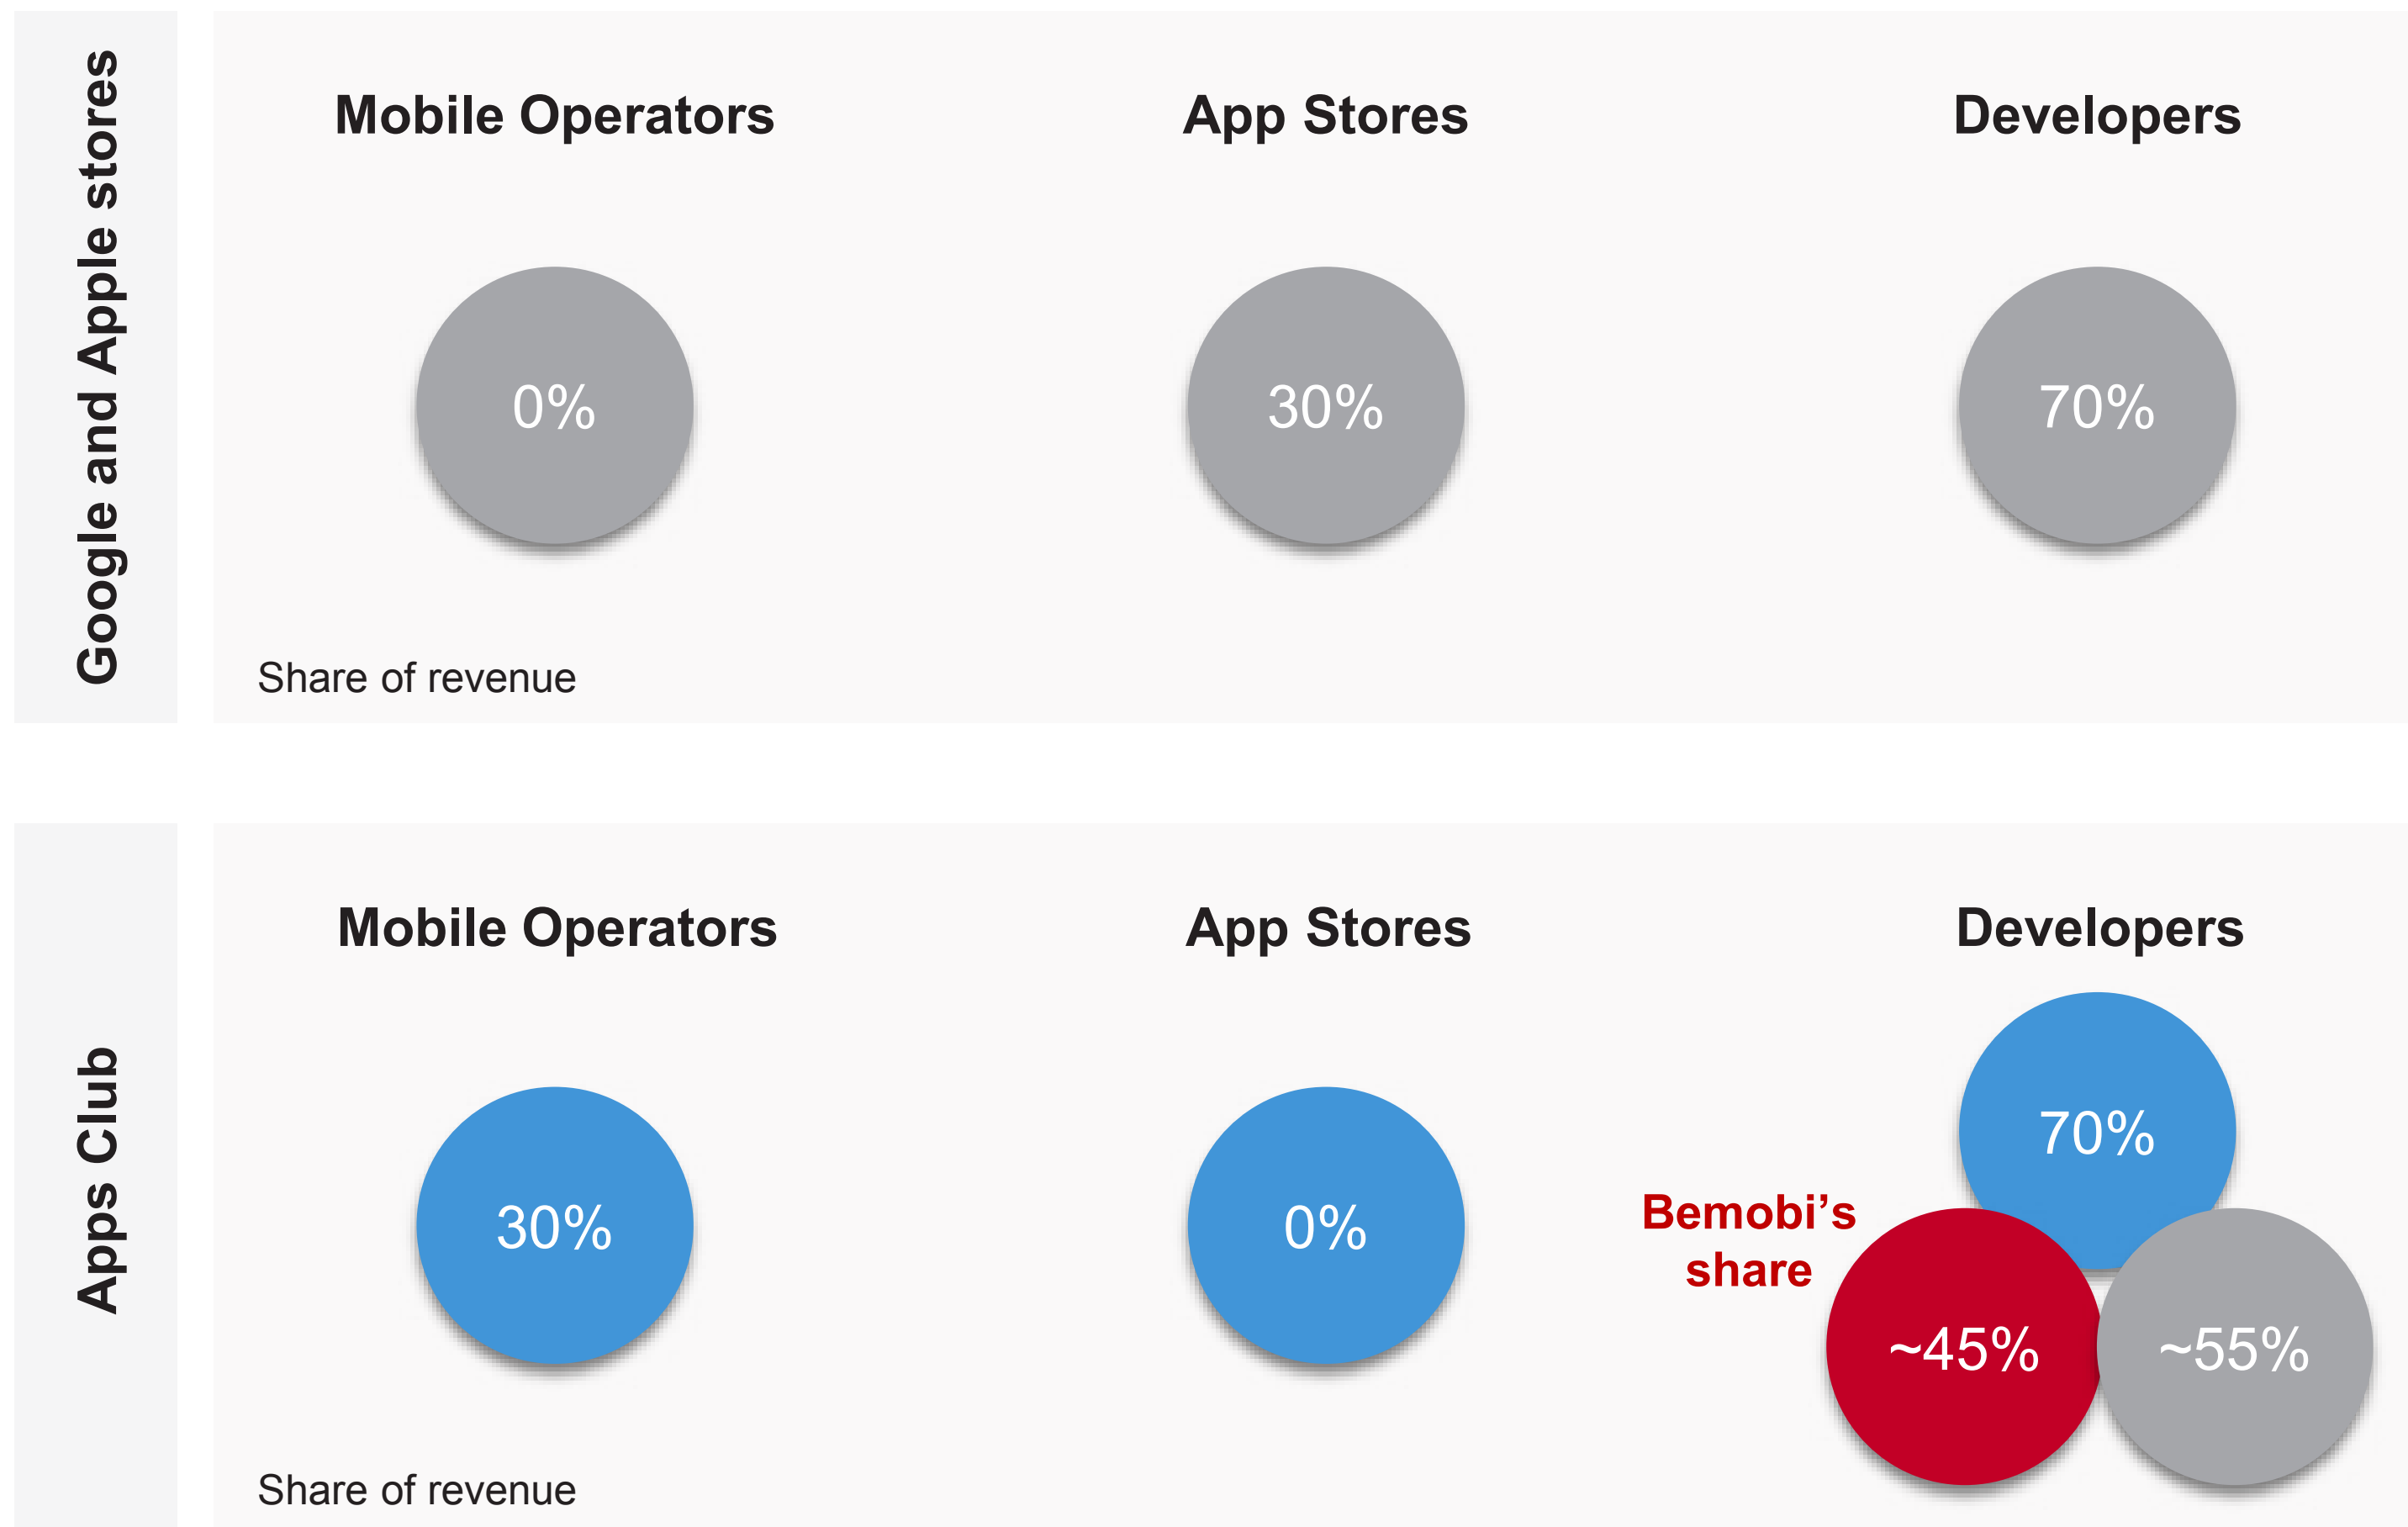 Google and Apple stores
Mobile Operators
App Stores
Developers
0%
30%
70%
Share of revenue
Apps Club
Mobile Operators
App Stores
Developers
30%
0%
70%
Bemobi’s
share
~45%
~55%
Share of revenue